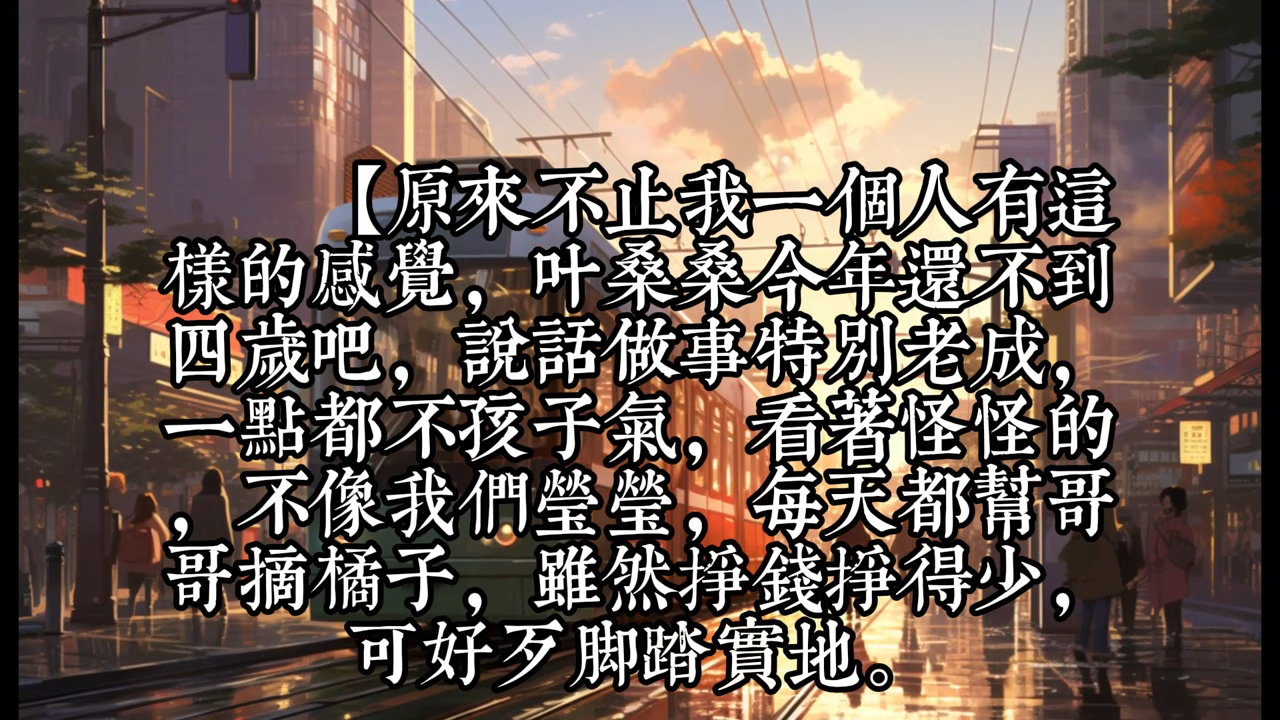 【原來不止我一個人有這
樣的感覺，叶桑桑今年還不到
四歲吧，說話做事特別老成，
一點都不孩子氣，看著怪怪的
，不像我們瑩瑩，每天都幫哥
哥摘橘子，雖然掙錢掙得少，
可好歹脚踏實地。